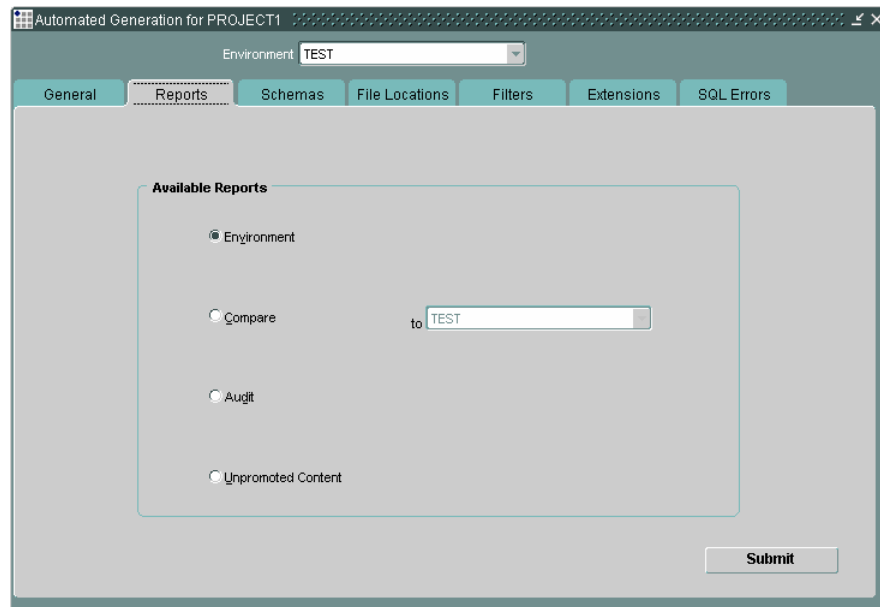 Automated Generation for PROJECT1
Environment TEST
General Reports Schemas File Locations Filters Extensions SQL Errors
Available Reports
Environment
Compare to TEST
Audit
Unpromoted Content
Submit